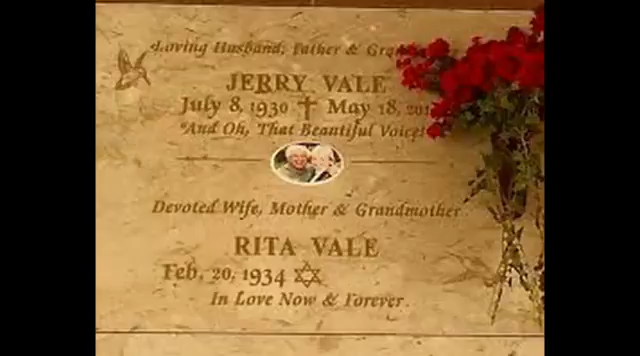 Loving Husband, Father &
JERRY VALE
July 8, 1930 † May 18,
"And Oh, That Beautiful Voice!
Devoted Wife, Mother & Grandmother
RITA VALE
Feb. 20, 1934 ✡
In Love Now & Forever